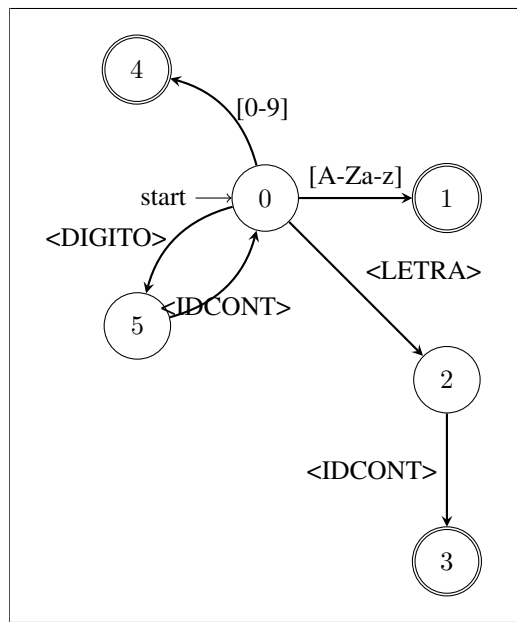 4
[0-9]
[A-Za-z]
start
0
1
<DIGITO>
<LETRA>
<IDCONT>
5
2
<IDCONT>
3